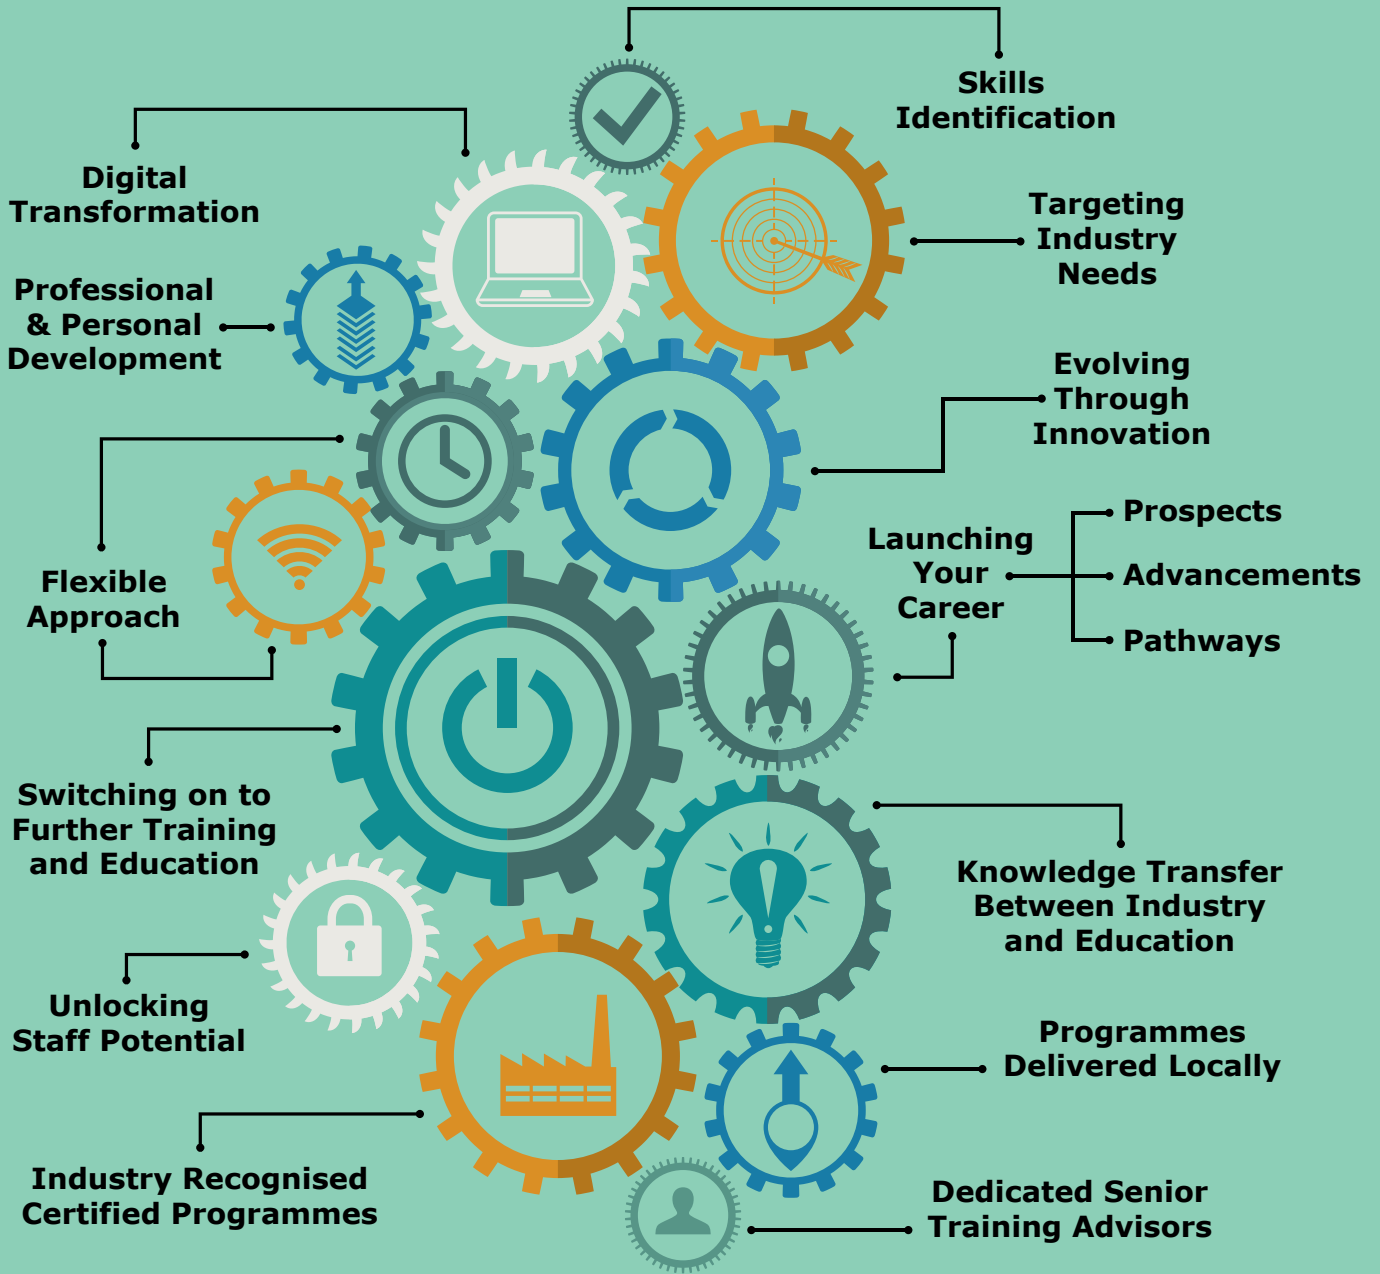 Skills
Identification
Digital
Transformation
Targeting
Industry
Needs
Professional
& Personal
Development
Evolving
Through
Innovation
Prospects
Launching
Your
Career
Advancements
Pathways
Flexible
Approach
Switching on to
Further Training
and Education
Knowledge Transfer
Between Industry
and Education
Unlocking
Staff Potential
Programmes
Delivered Locally
Industry Recognised
Certified Programmes
Dedicated Senior
Training Advisors